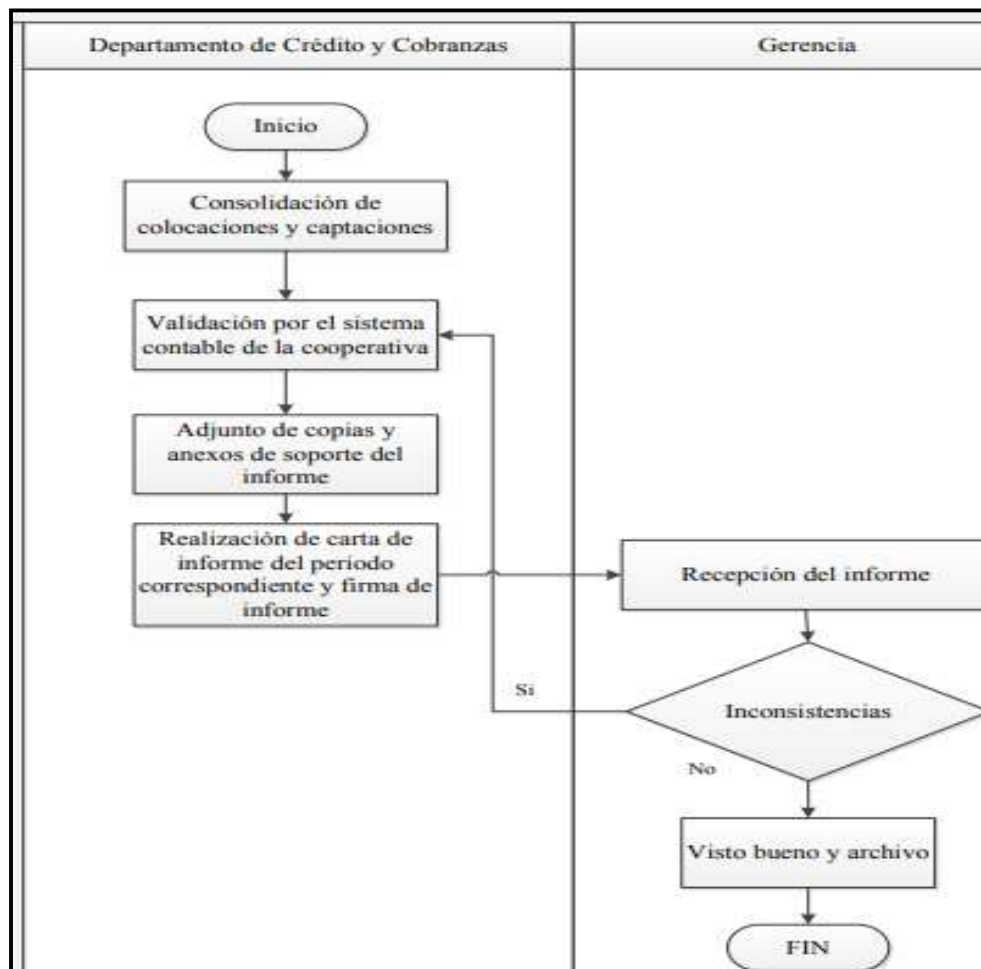 Departamento de Crédito y Cobranzas
Gerencia
Inicio
Consolidación de
colocaciones y captaciones
Validación por el sistema
contable de la cooperativa
Adjunto de copias y
anexos de soporte del
informe
Realización de carta de
informe del período
correspondiente y firma de
informe
Recepción del informe
Si
Inconsistencias
No
Visto bueno y archivo
FIN